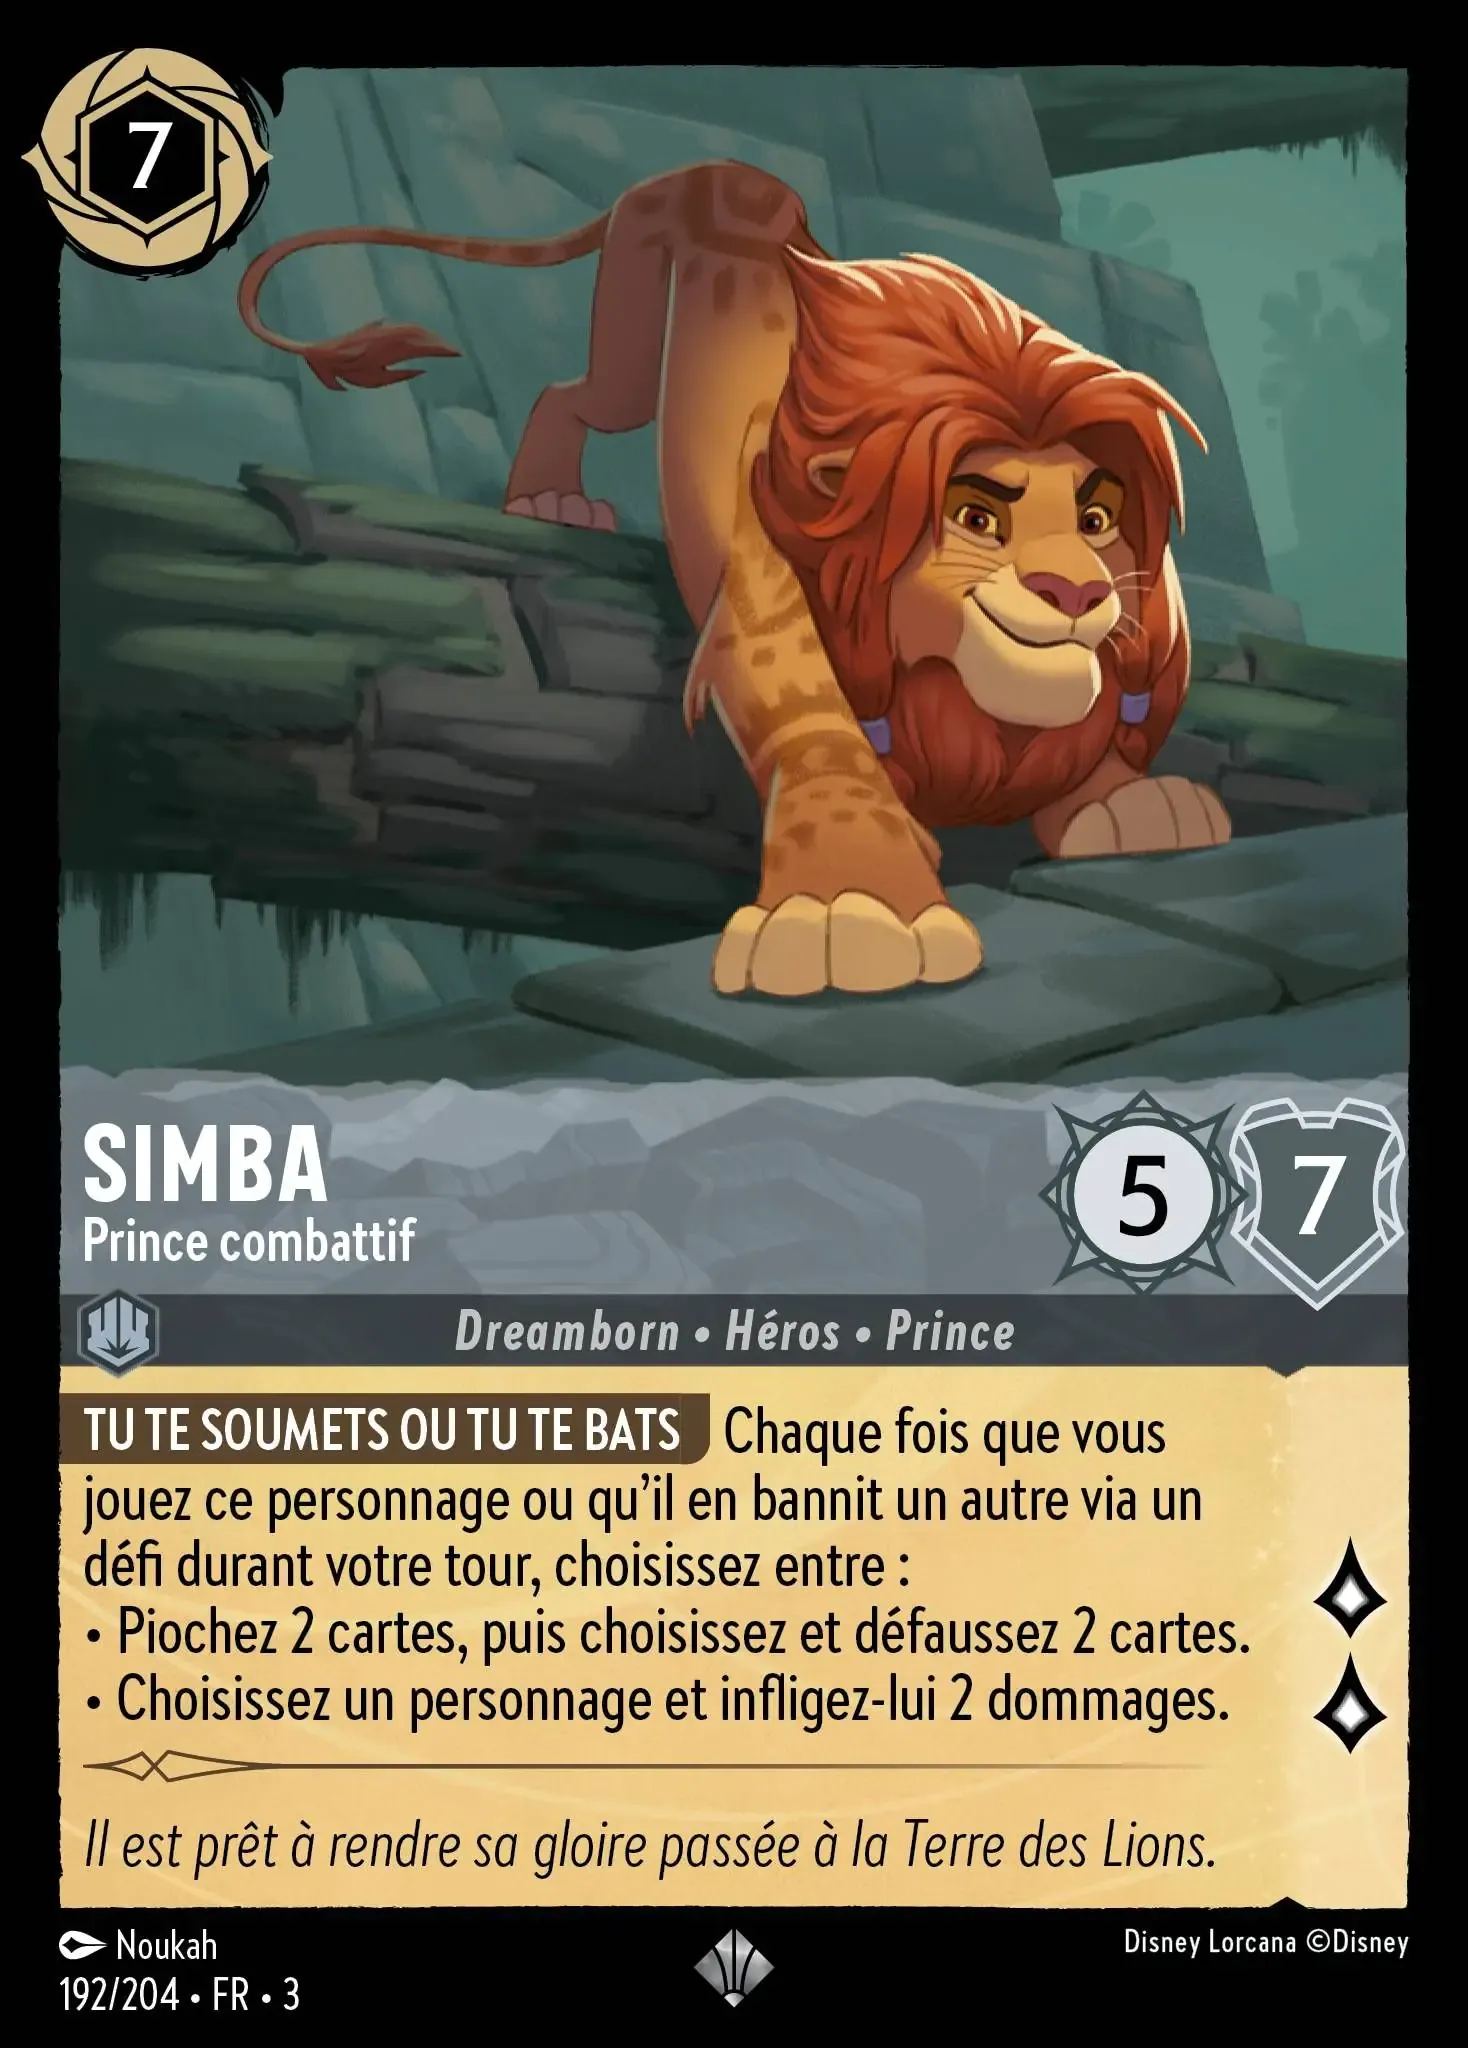 7
SIMBA
Prince combattif
5
7
Dreamborn • Héros • Prince
TU TE SOUMETS OU TU TE BATS Chaque fois que vous
jouez ce personnage ou qu’il en bannit un autre via un
défi durant votre tour, choisissez entre :
• Piochez 2 cartes, puis choisissez et défaussez 2 cartes.
• Choisissez un personnage et infligez-lui 2 dommages.
Il est prêt à rendre sa gloire passée à la Terre des Lions.
Noukah
Disney Lorcana ©Disney
192/204 • FR • 3